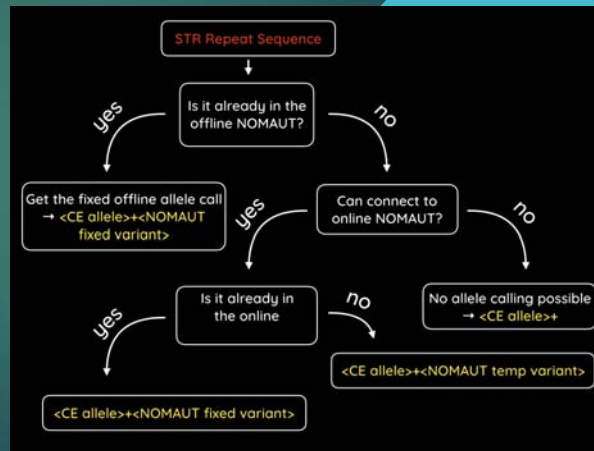 STR Repeat Sequence
Is it already in the
offline NOMAUT?
yes
no
Get the fixed offline allele call
→ <CE allele>+<NOMAUT
fixed variant>
Can connect to
online NOMAUT?
yes
no
Is it already in
the online
No allele calling possible
→ <CE allele>+
yes
no
<CE allele>+<NOMAUT temp variant>
<CE allele>+<NOMAUT fixed variant>